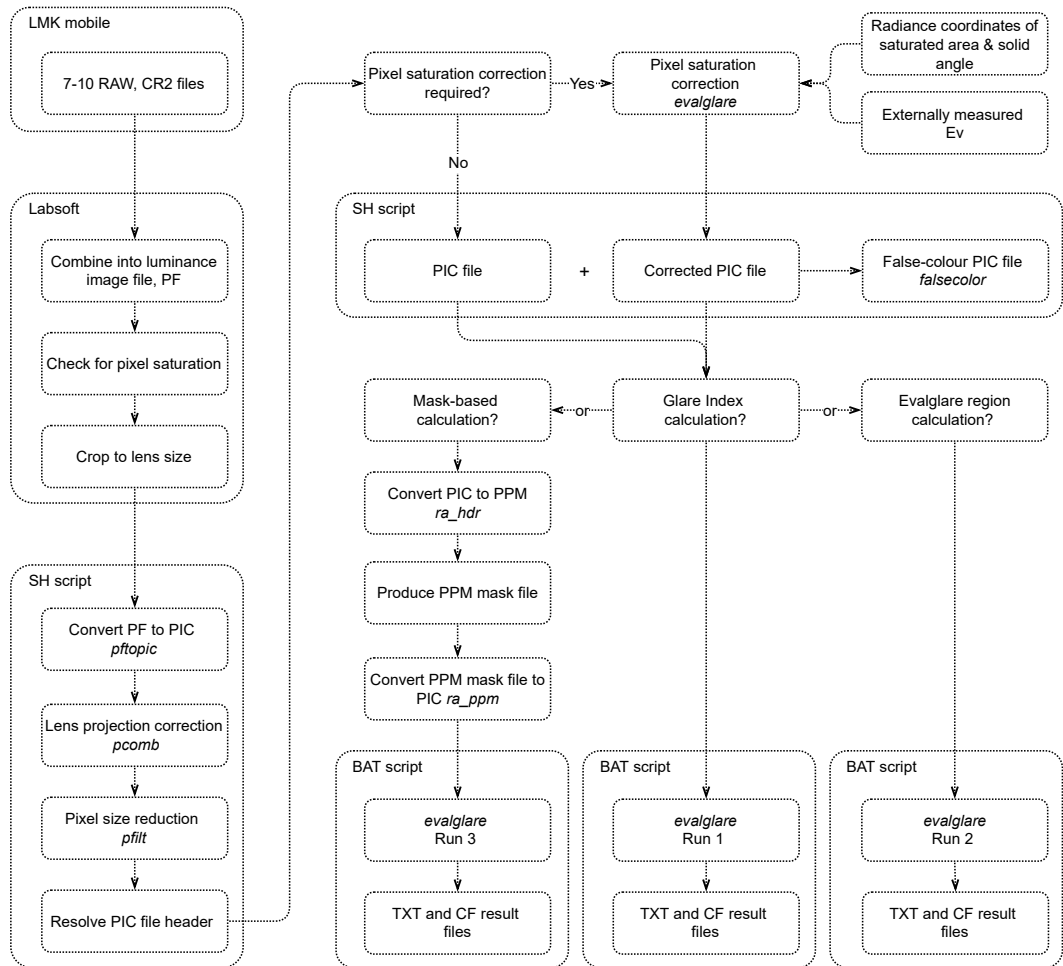 LMK mobile
7-10 RAW, CR2 files
Labsoft
Combine into luminance
image file, PF
Check for pixel saturation
Crop to lens size
SH script
Convert PF to PIC
pftopic
Lens projection correction
pcomb
Pixel size reduction
pfilt
Resolve PIC file header
Pixel saturation correction
required?
Yes
No
Pixel saturation
correction
evalglare
Radiance coordinates of
saturated area & solid
angle
Externally measured
Ev
SH script
PIC file
+
Corrected PIC file
False-colour PIC file
falsecolor
Mask-based
calculation?
or
Glare Index
calculation?
or
Evalglare region
calculation?
Convert PIC to PPM
ra_hdr
Produce PPM mask file
Convert PPM mask file to
PIC ra_ppm
BAT script
evalglare
Run 3
TXT and CF result
files
BAT script
evalglare
Run 1
TXT and CF result
files
BAT script
evalglare
Run 2
TXT and CF result
files